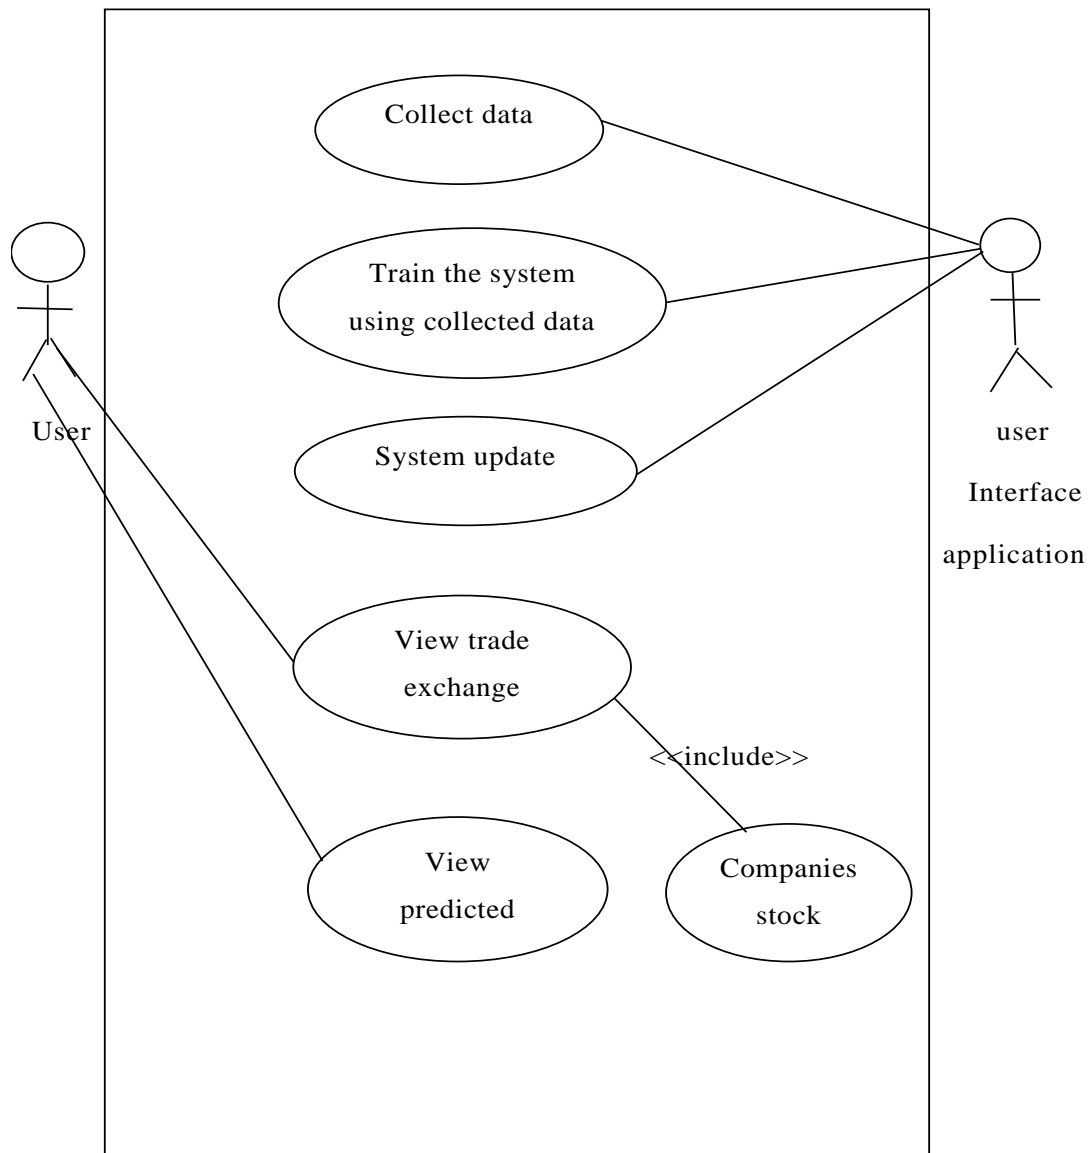 Collect data
Train the system
using collected data
User
System update
user
Interface
application
View trade
exchange
<<include>>
View
predicted
Companies
stock